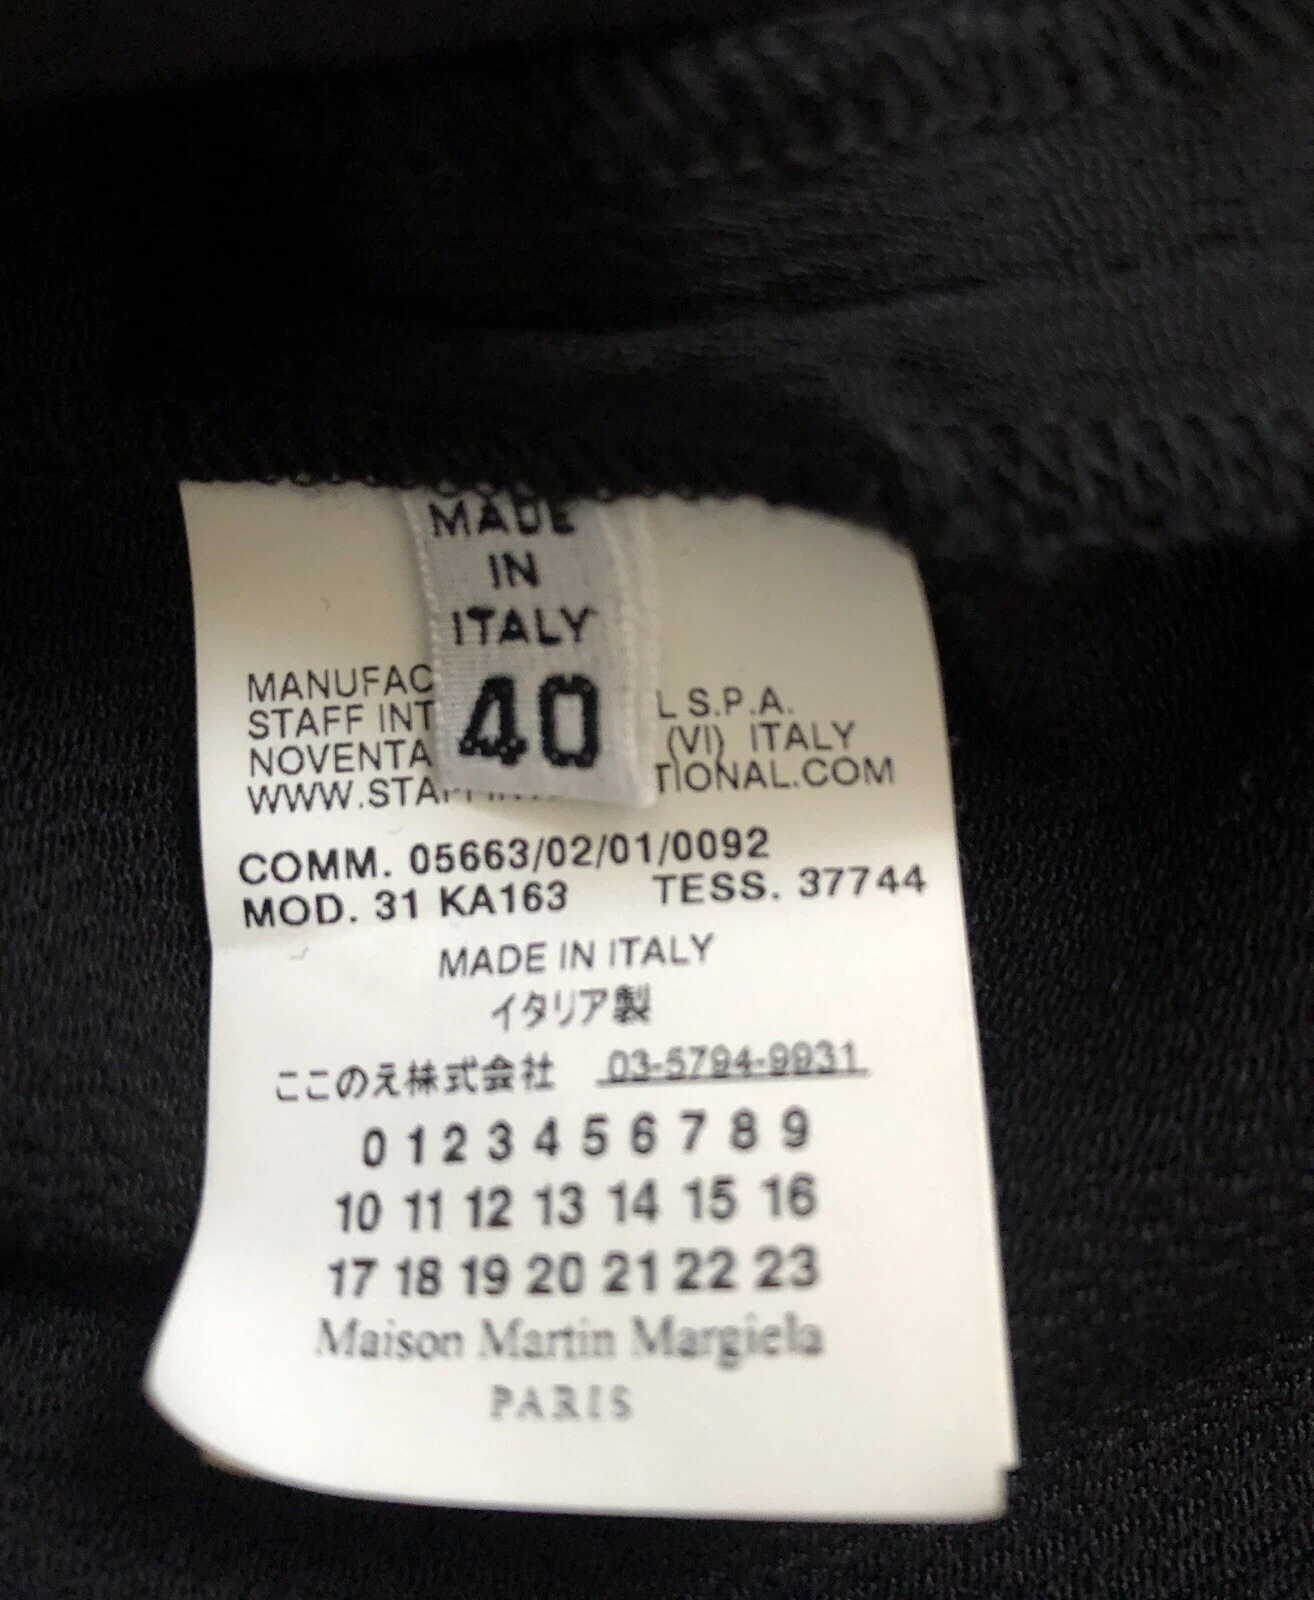 MADE
IN
ITALY
40
MANUFAC
STAFF INT L S.P.A.
NOVENTA (VI) ITALY
WWW.STAFF TIONAL.COM
COMM. 05663/02/01/0092
MOD. 31 KA163 TESS. 37744
MADE IN ITALY
イタリア製
ここのえ株式会社 03-5794-9931
0 1 2 3 4 5 6 7 8 9
10 11 12 13 14 15 16
17 18 19 20 21 22 23
Maison Martin Margiela
PARIS